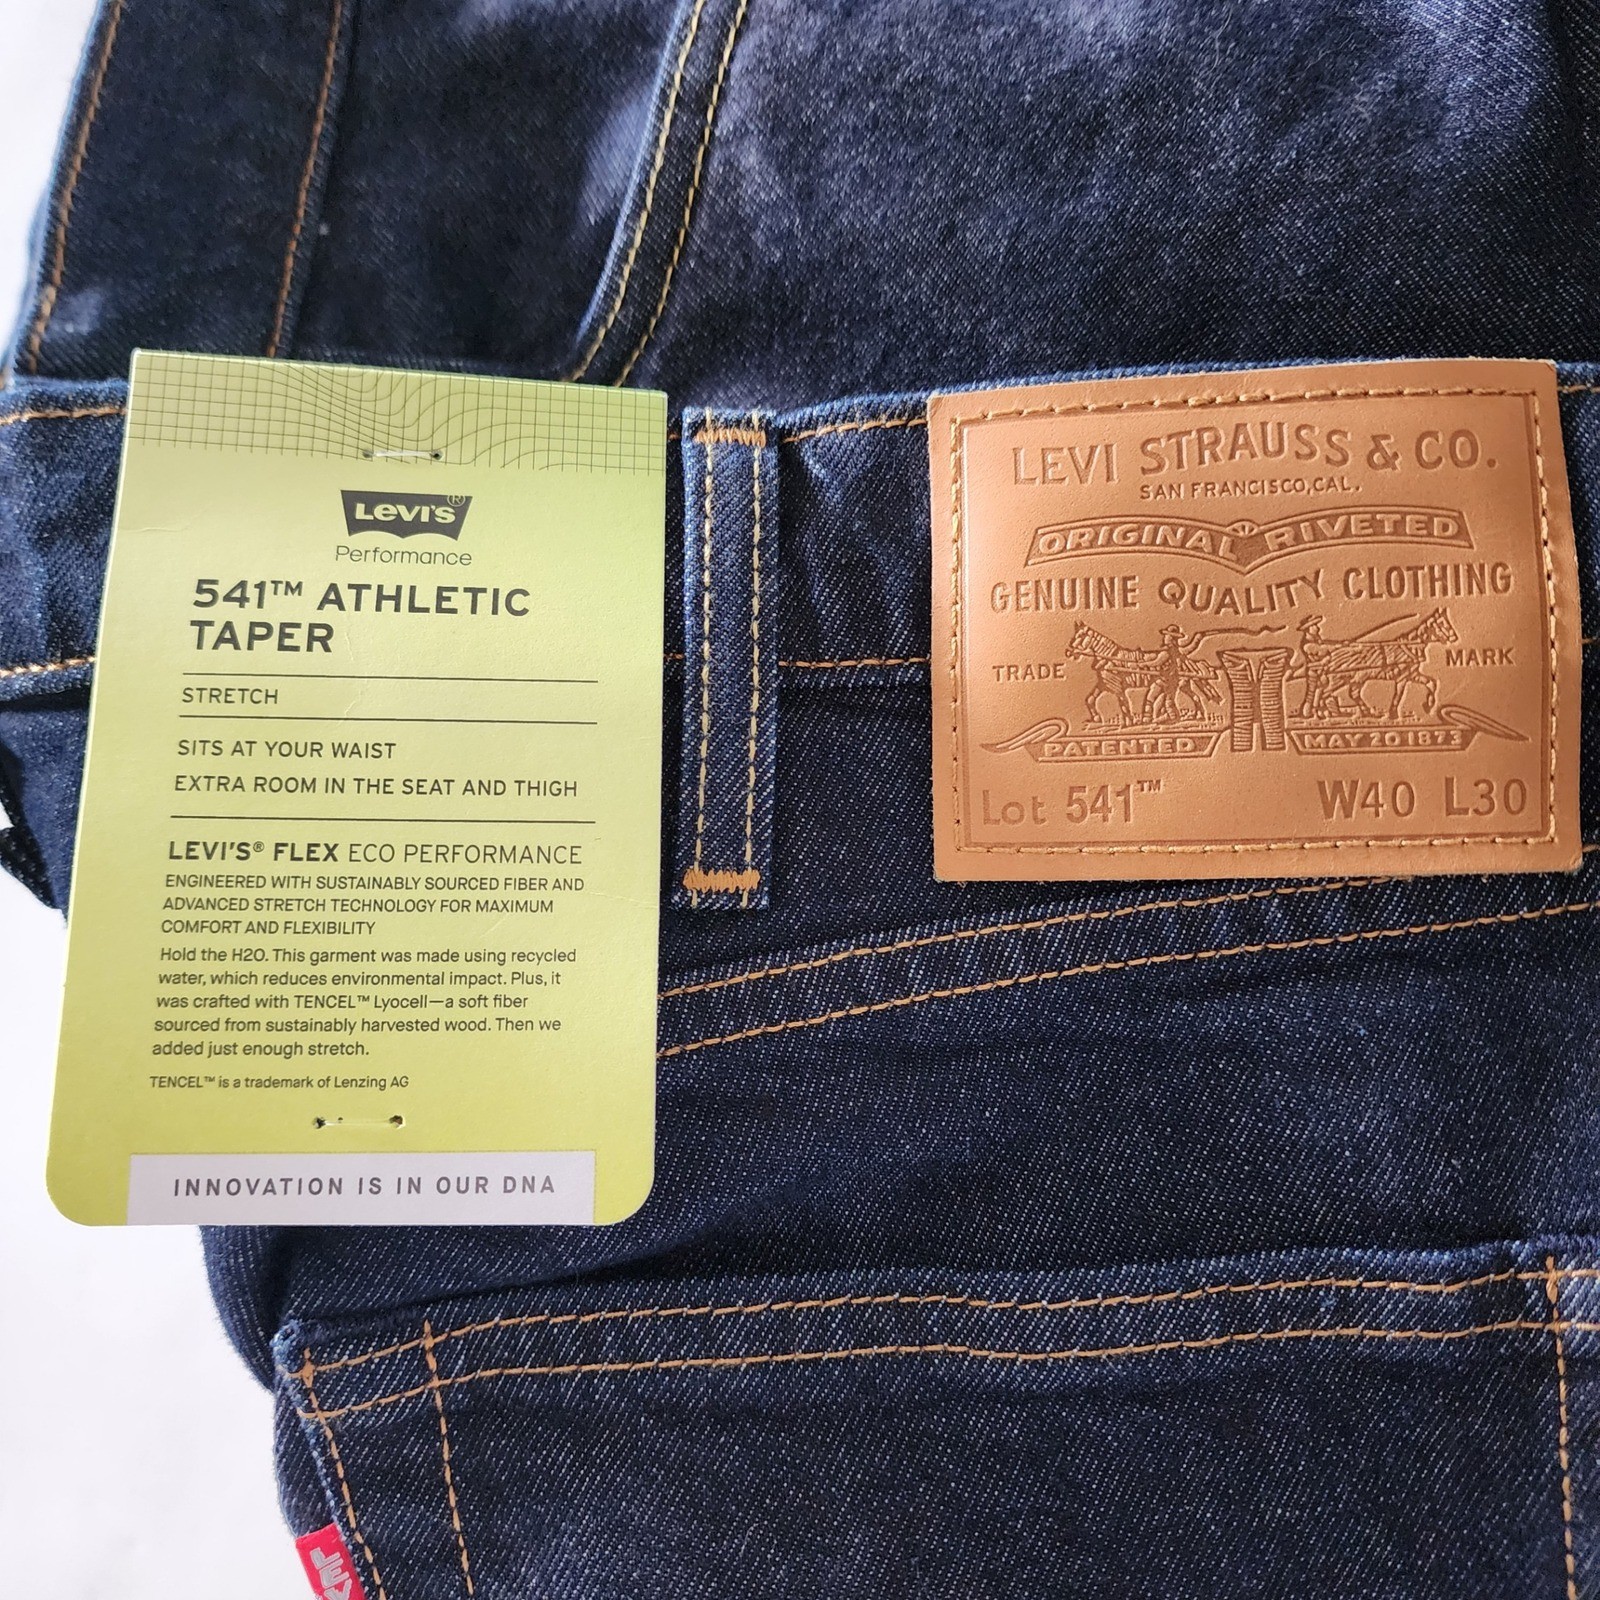 LEVI'S®
Performance
541™ ATHLETIC
TAPER
STRETCH
SITS AT YOUR WAIST
EXTRA ROOM IN THE SEAT AND THIGH
LEVI'S® FLEX ECO PERFORMANCE
ENGINEERED WITH SUSTAINABLY SOURCED FIBER AND
ADVANCED STRETCH TECHNOLOGY FOR MAXIMUM
COMFORT AND FLEXIBILITY
Hold the H2O. This garment was made using recycled
water, which reduces environmental impact. Plus, it
was crafted with TENCEL™ Lyocell—a soft fiber
sourced from sustainably harvested wood. Then we
added just enough stretch.
TENCEL™ is a trademark of Lenzing AG
INNOVATION IS IN OUR DNA
LEVI STRAUSS & CO.
SAN FRANCISCO, CAL.
ORIGINAL RIVETED
GENUINE QUALITY CLOTHING
TRADE MARK
PATENTED MAY 20 1873
Lot 541™ W40 L30
LEV